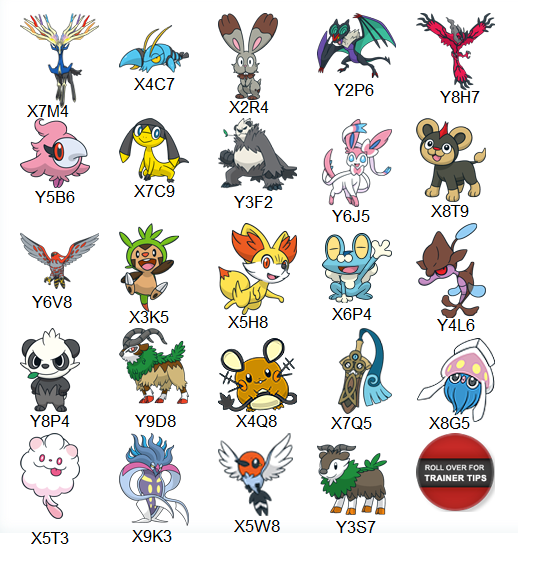 X7M4
X4C7
X2R4
Y2P6
Y8H7
Y5B6
X7C9
Y3F2
Y6J5
X8T9
Y6V8
X3K5
X5H8
X6P4
Y4L6
Y8P4
Y9D8
X4Q8
X7Q5
X8G5
ROLL OVER FOR
TRAINER TIPS
X5T3
X9K3
X5W8
Y3S7